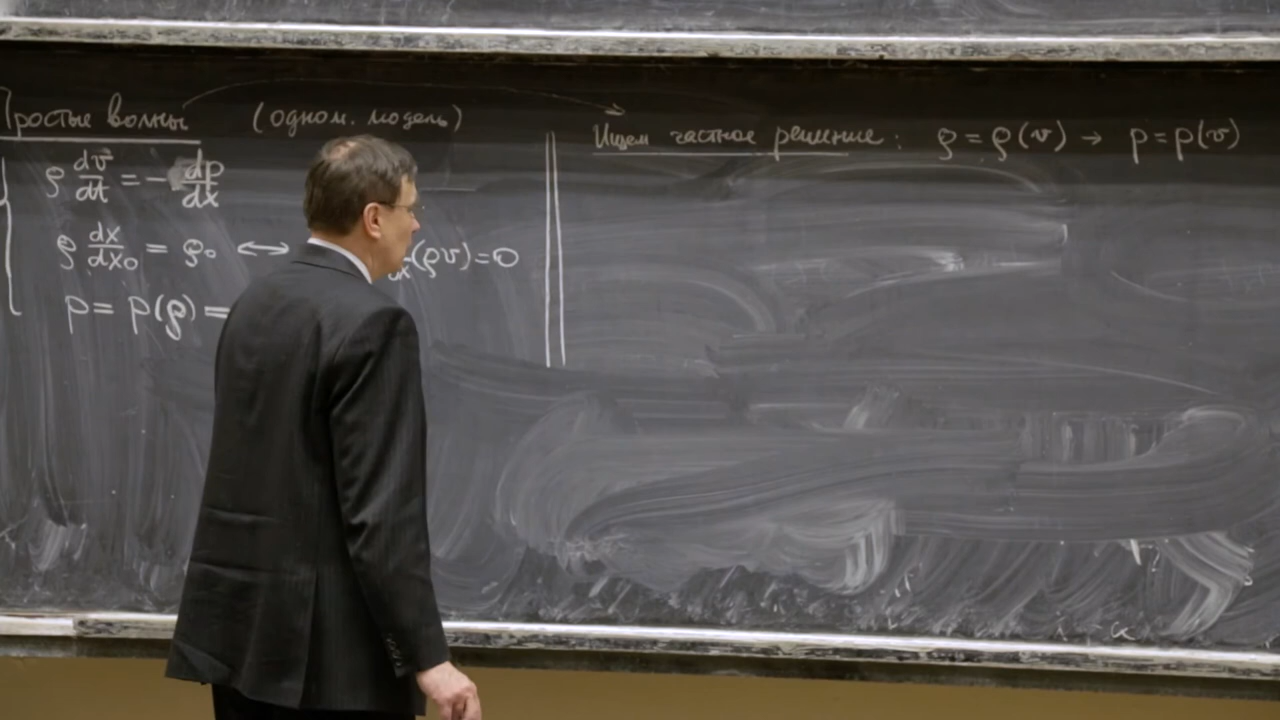 Простые волны (одном. модель)
ρ dv/dt = - dp/dx
ρ dx/dx₀ = ρ₀ ↔ (ρv)=0
p = p(ρ) =
Ищем частное решение: ρ=ρ(v) → p=p(v)